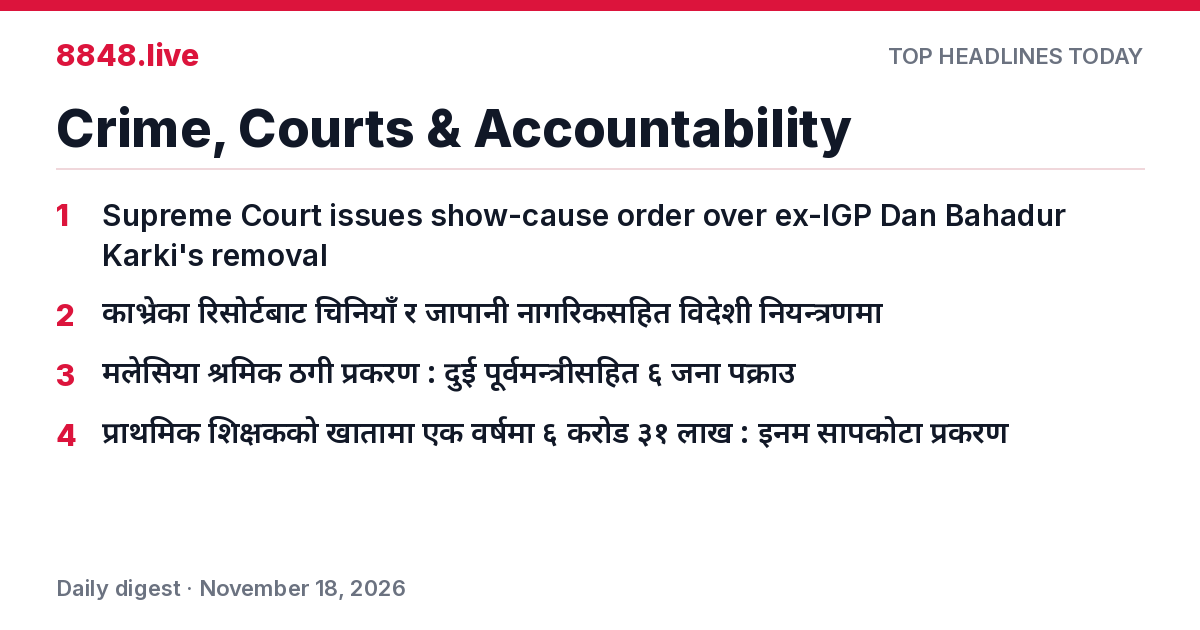 8848.live
TOP HEADLINES TODAY
Crime, Courts & Accountability
1 Supreme Court issues show-cause order over ex-IGP Dan Bahadur
Karki's removal
2 काभ्रेका रिसोर्टबाट चिनियाँ र जापानी नागरिकसहित विदेशी नियन्त्रणमा
3 मलेसिया श्रमिक ठगी प्रकरण : दुई पूर्वमन्त्रीसहित ६ जना पक्राउ
4 प्राथमिक शिक्षकको खातामा एक वर्षमा ६ करोड ३१ लाख : इनम सापकोटा प्रकरण
Daily digest · November 18, 2026